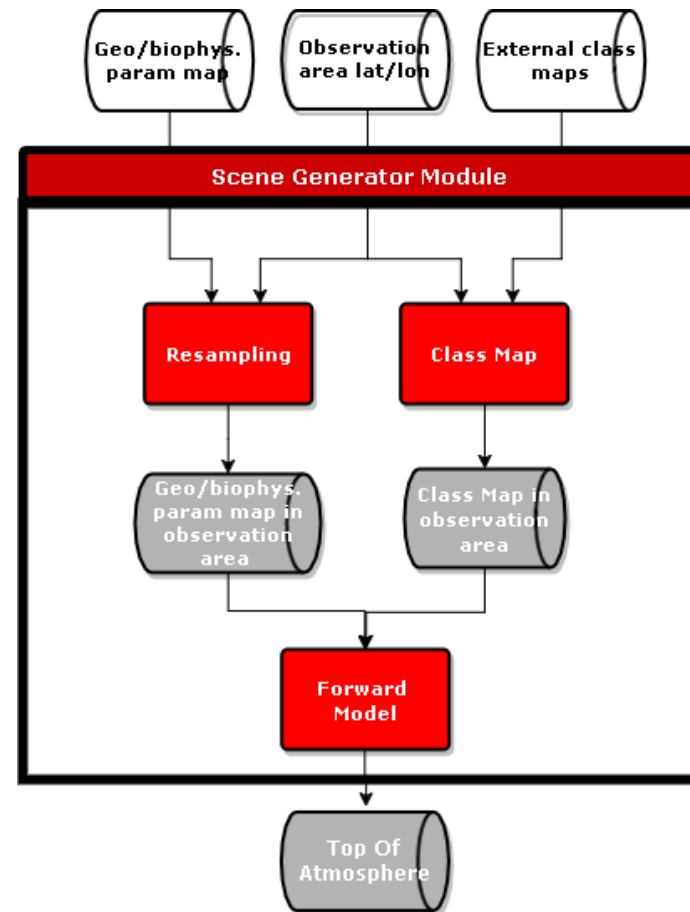 Geo/biophys.
param map
Observation
area lat/lon
External class
maps
Scene Generator Module
Resampling
Class Map
Geo/biophys.
param map in
observation
area
Class Map in
observation
area
Forward
Model
Top Of
Atmosphere